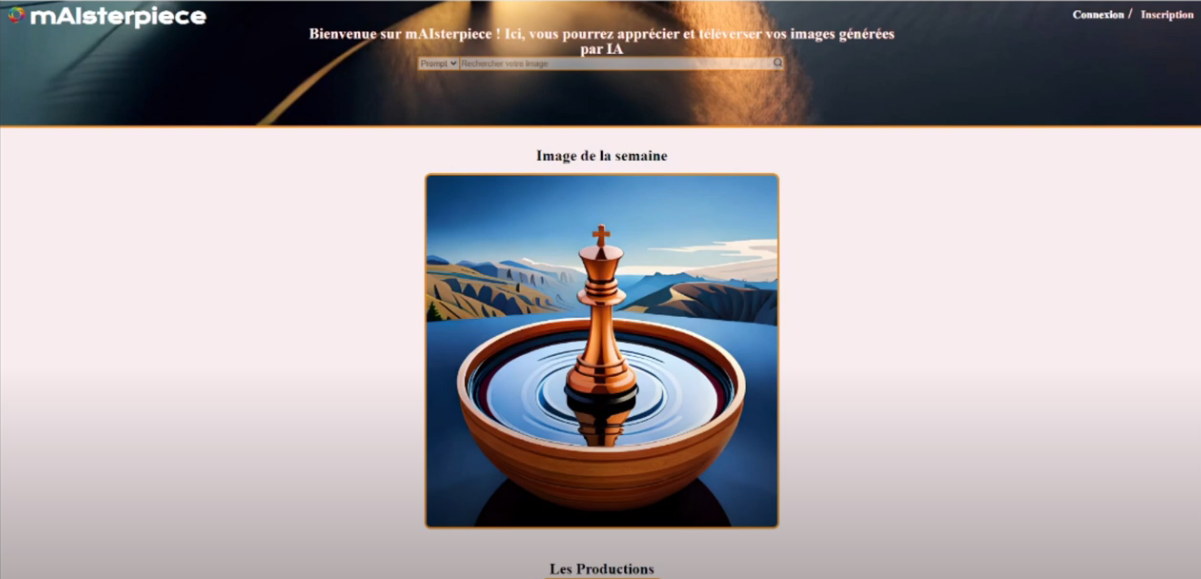 mAIsterpiece
Connexion / Inscription
Bienvenue sur mAIsterpiece ! Ici, vous pourrez apprécier et téléverser vos images générées
par IA
Prompt Rechercher votre image
Image de la semaine
Les Productions